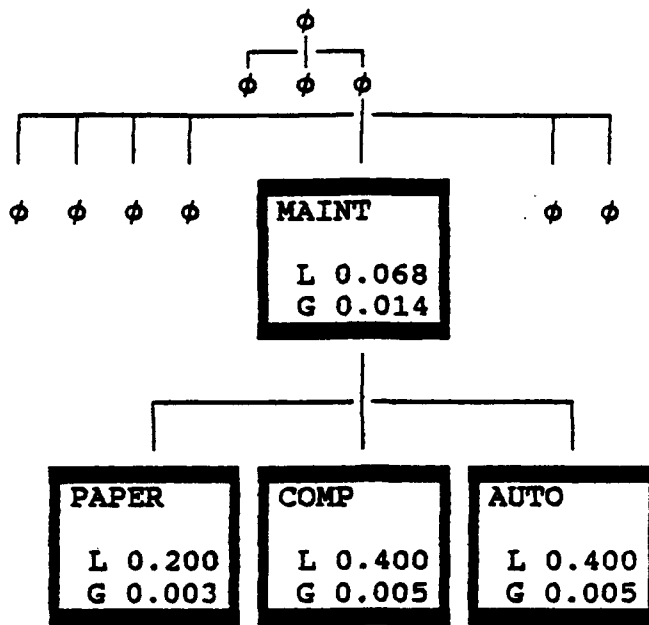 φ
φ φ φ
φ φ φ φ φ φ
MAINT
L 0.068
G 0.014
PAPER COMP AUTO
L 0.200 L 0.400 L 0.400
G 0.003 G 0.005 G 0.005